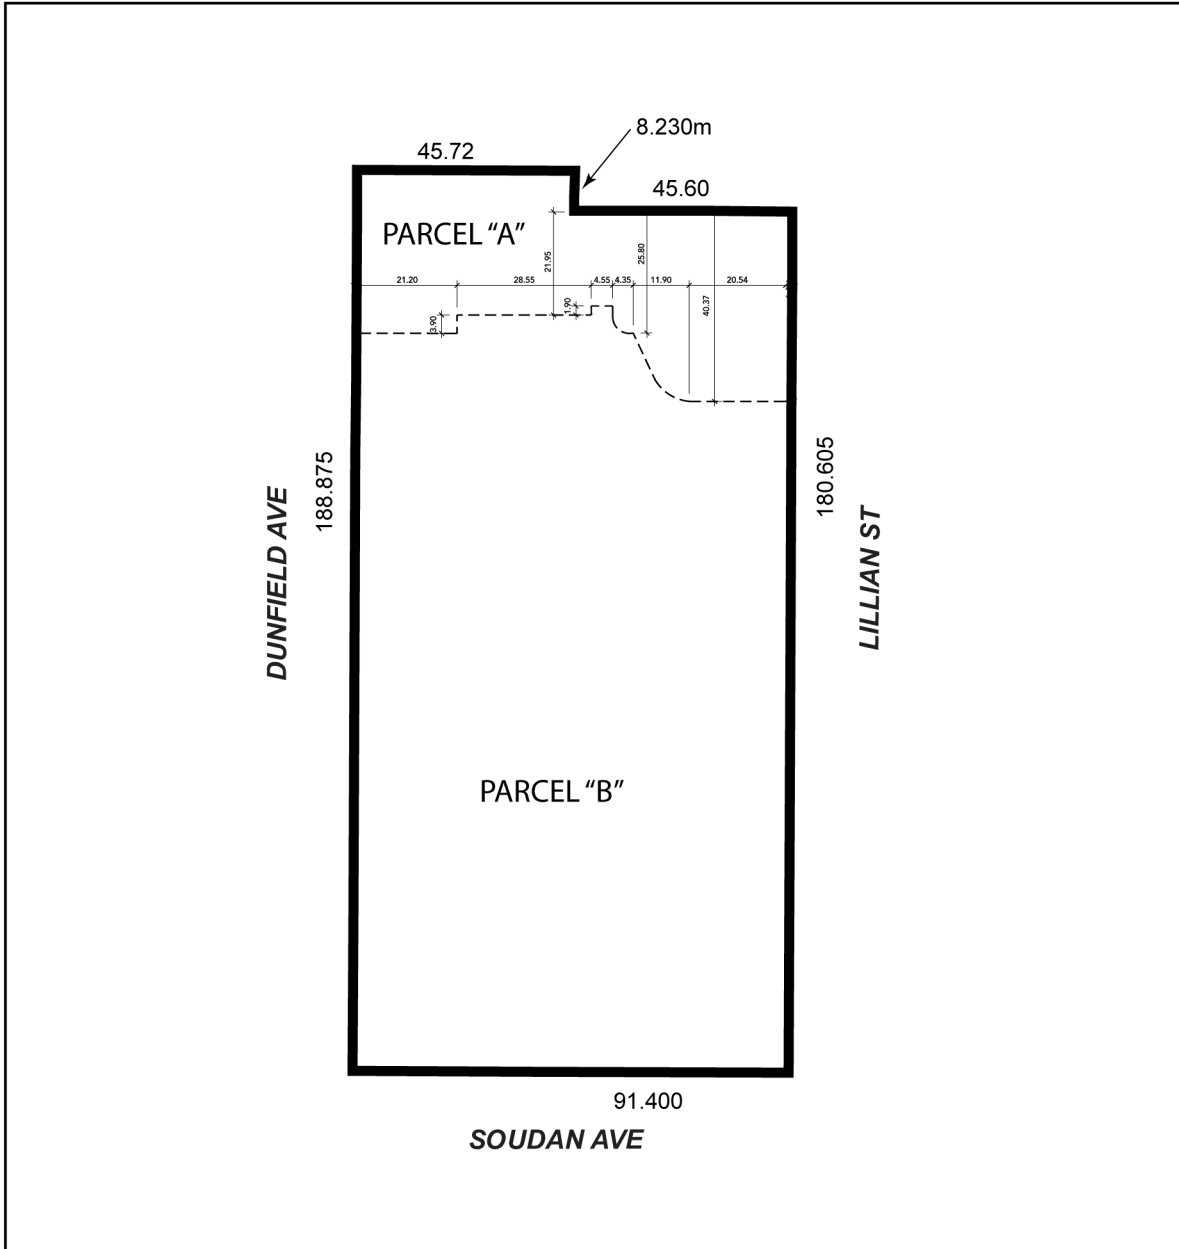 8.230m
45.72
45.60
PARCEL “A”
21.95
25.80
21.20
28.55
4.55
4.35
11.90
20.54
40.37
1.90
3.90
188.875
180.605
DUNFIELD AVE
LILLIAN ST
PARCEL “B”
91.400
SOUDAN AVE